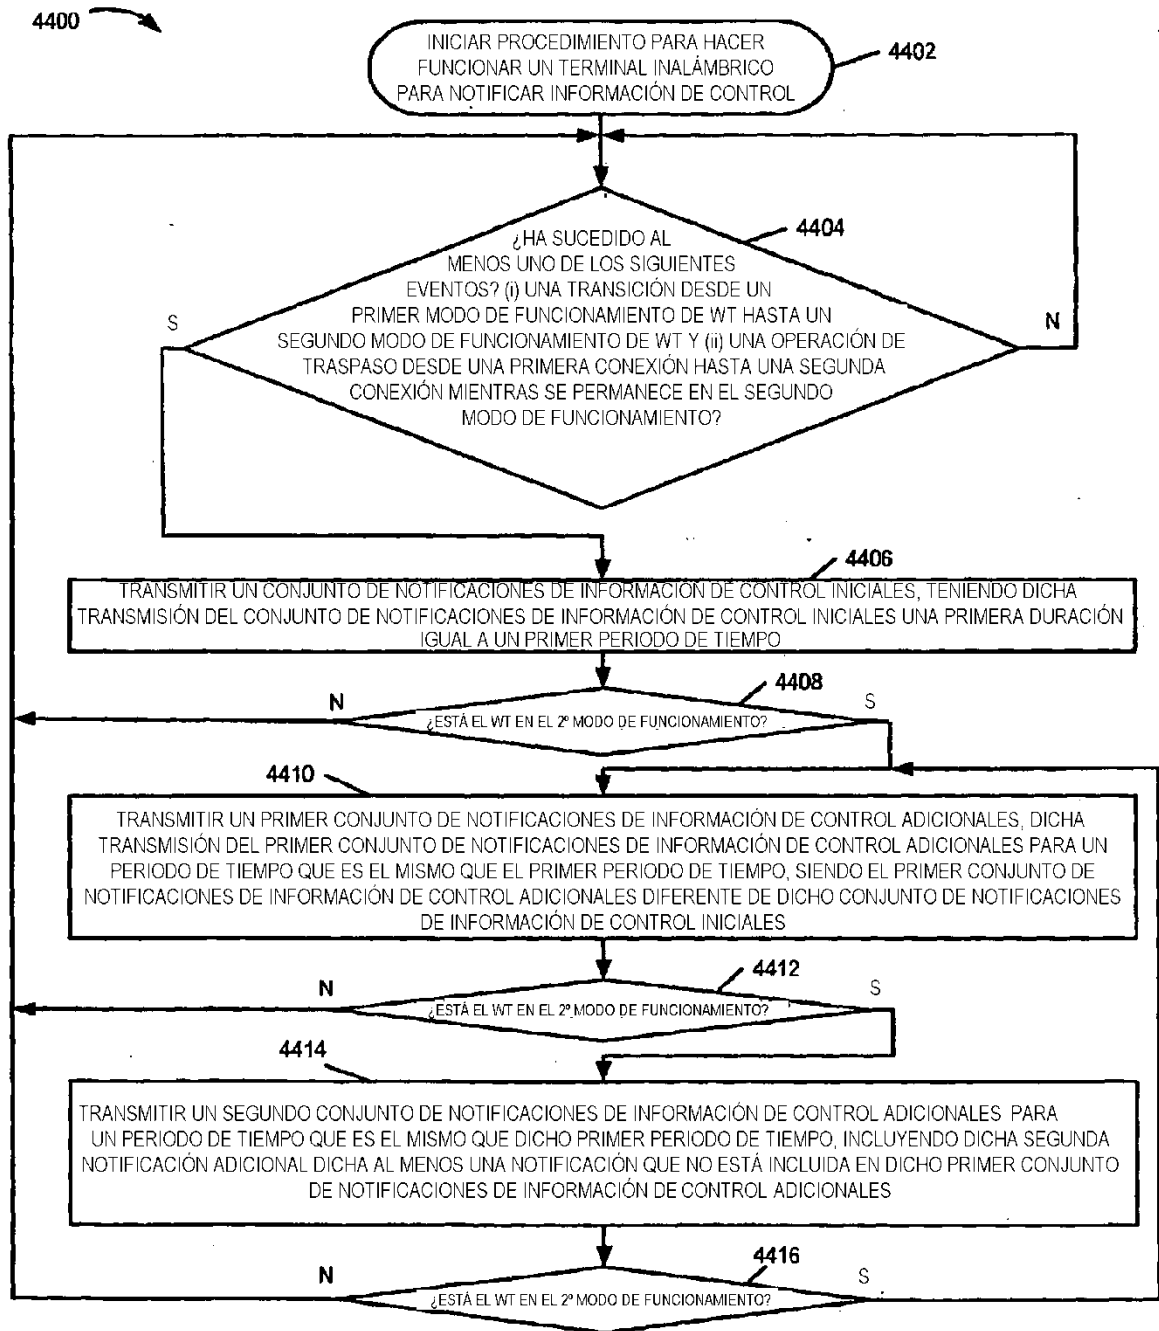 4400
INICIAR PROCEDIMIENTO PARA HACER
FUNCIONAR UN TERMINAL INALÁMBRICO
PARA NOTIFICAR INFORMACIÓN DE CONTROL
4402
4404
¿HA SUCEDIDO AL
MENOS UNO DE LOS SIGUIENTES
EVENTOS? (i) UNA TRANSICIÓN DESDE UN
PRIMER MODO DE FUNCIONAMIENTO DE WT HASTA UN
SEGUNDO MODO DE FUNCIONAMIENTO DE WT Y (ii) UNA OPERACIÓN DE
TRASPASO DESDE UNA PRIMERA CONEXIÓN HASTA UNA SEGUNDA
CONEXIÓN MIENTRAS SE PERMANECE EN EL SEGUNDO
MODO DE FUNCIONAMIENTO?
S
N
4406
TRANSMITIR UN CONJUNTO DE NOTIFICACIONES DE INFORMACIÓN DE CONTROL INICIALES, TENIENDO DICHA
TRANSMISIÓN DEL CONJUNTO DE NOTIFICACIONES DE INFORMACIÓN DE CONTROL INICIALES UNA PRIMERA DURACIÓN
IGUAL A UN PRIMER PERIODO DE TIEMPO
4408
N
S
¿ESTÁ EL WT EN EL 2º MODO DE FUNCIONAMIENTO?
4410
TRANSMITIR UN PRIMER CONJUNTO DE NOTIFICACIONES DE INFORMACIÓN DE CONTROL ADICIONALES, DICHA
TRANSMISIÓN DEL PRIMER CONJUNTO DE NOTIFICACIONES DE INFORMACIÓN DE CONTROL ADICIONALES PARA UN
PERIODO DE TIEMPO QUE ES EL MISMO QUE EL PRIMER PERIODO DE TIEMPO, SIENDO EL PRIMER CONJUNTO DE
NOTIFICACIONES DE INFORMACIÓN DE CONTROL ADICIONALES DIFERENTE DE DICHO CONJUNTO DE NOTIFICACIONES
DE INFORMACIÓN DE CONTROL INICIALES
4412
N
S
¿ESTÁ EL WT EN EL 2º MODO DE FUNCIONAMIENTO?
4414
TRANSMITIR UN SEGUNDO CONJUNTO DE NOTIFICACIONES DE INFORMACIÓN DE CONTROL ADICIONALES PARA
UN PERIODO DE TIEMPO QUE ES EL MISMO QUE DICHO PRIMER PERIODO DE TIEMPO, INCLUYENDO DICHA SEGUNDA
NOTIFICACIÓN ADICIONAL DICHA AL MENOS UNA NOTIFICACIÓN QUE NO ESTÁ INCLUIDA EN DICHO PRIMER CONJUNTO
DE NOTIFICACIONES DE INFORMACIÓN DE CONTROL ADICIONALES
4416
N
S
¿ESTÁ EL WT EN EL 2º MODO DE FUNCIONAMIENTO?